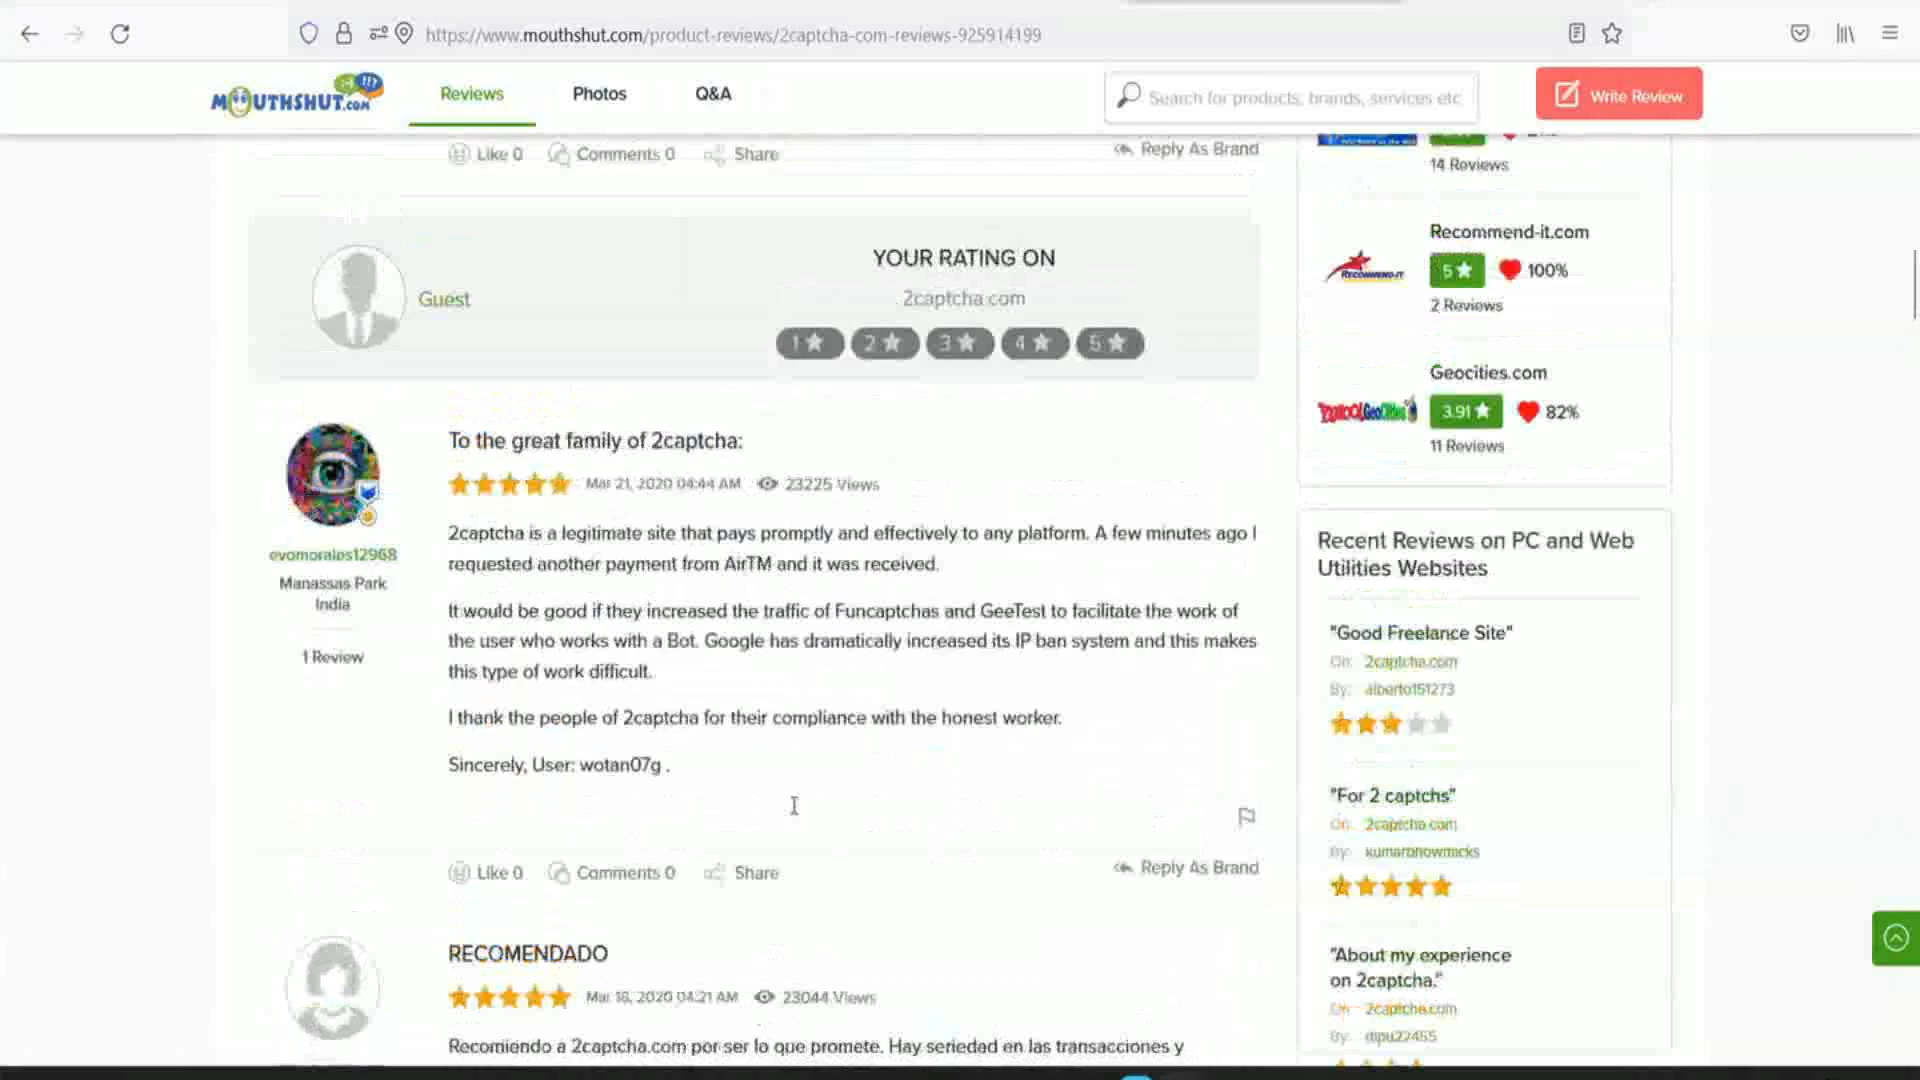 https://www.mouthshut.com/product-reviews/2captcha-com-reviews-925914199
MOUTHSHUT.COM
Reviews
Photos
Q&A
Search for products, brands, services etc
Write Review
Like 0
Comments 0
Share
Reply As Brand
14 Reviews
Guest
YOUR RATING ON
2captcha.com
1
2
3
4
5
Recommend-it.com
RECOMMEND-IT
5
100%
2 Reviews
Geocities.com
3.91
82%
11 Reviews
To the great family of 2captcha:
Mar 21, 2020 04:44 AM
23225 Views
evomorales12968
Manassas Park
India
1 Review
2captcha is a legitimate site that pays promptly and effectively to any platform. A few minutes ago I
requested another payment from AirTM and it was received.
It would be good if they increased the traffic of Funcaptchas and GeeTest to facilitate the work of
the user who works with a Bot. Google has dramatically increased its IP ban system and this makes
this type of work difficult.
I thank the people of 2captcha for their compliance with the honest worker.
Sincerely, User: wotan07g .
Like 0
Comments 0
Share
Reply As Brand
RECOMENDADO
Mar 16, 2020 04:21 AM
23044 Views
Recomiendo a 2captcha.com por ser lo que promete. Hay seriedad en las transacciones y
Recent Reviews on PC and Web
Utilities Websites
"Good Freelance Site"
On: 2captcha.com
By: alberto151273
"For 2 captchs"
On: 2captcha.com
By:
"About my experience
on 2captcha."
On: 2captcha.com
By: dipu22455